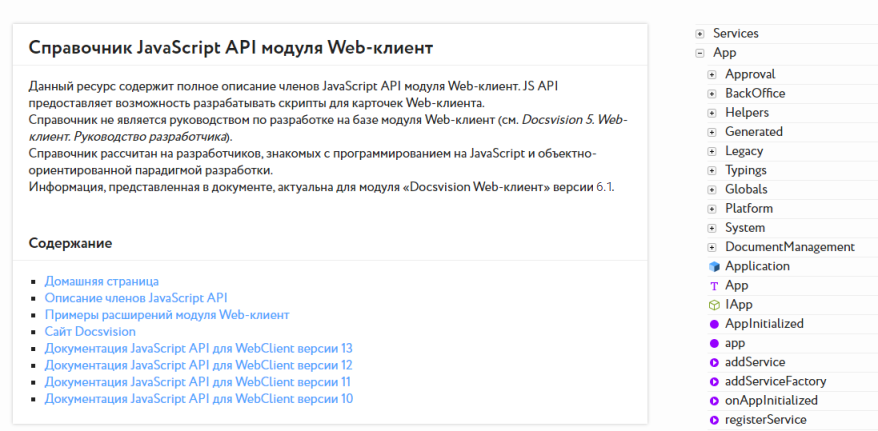 Справочник JavaScript API модуля Web-клиент
Данный ресурс содержит полное описание членов JavaScript API модуля Web-клиент. JS API
предоставляет возможность разрабатывать скрипты для карточек Web-клиента.
Справочник не является руководством по разработке на базе модуля Web-клиент (см. Docsvision 5. Web-
клиент. Руководство разработчика).
Справочник рассчитан на разработчиков, знакомых с программированием на JavaScript и объектно-
ориентированной парадигмой разработки.
Информация, представленная в документе, актуальна для модуля «Docsvision Web-клиент» версии 6.1.
Содержание
Домашняя страница
Описание членов JavaScript API
Примеры расширений модуля Web-клиент
Сайт Docsvision
Документация JavaScript API для WebClient версии 13
Документация JavaScript API для WebClient версии 12
Документация JavaScript API для WebClient версии 11
Документация JavaScript API для WebClient версии 10
Services
App
Approval
BackOffice
Helpers
Generated
Legacy
Typings
Globals
Platform
System
DocumentManagement
Application
T App
IApp
AppInitialized
app
addService
addServiceFactory
onAppInitialized
registerService